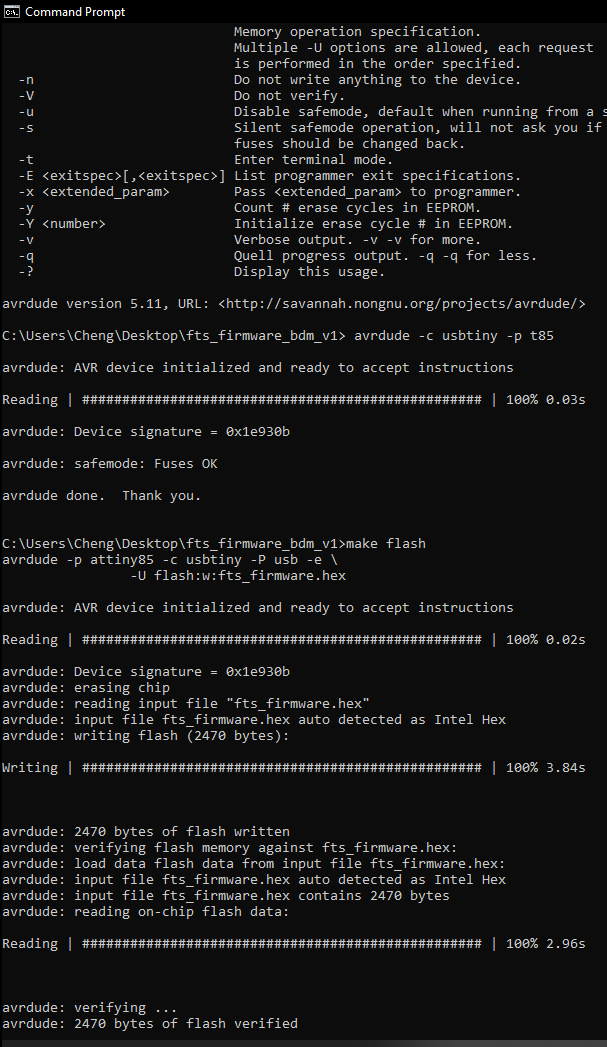 Command Prompt
Memory operation specification.
Multiple -U options are allowed, each request
is performed in the order specified.
-n Do not write anything to the device.
-V Do not verify.
-u Disable safemode, default when running from a s
-s Silent safemode operation, will not ask you if
fuses should be changed back.
-t Enter terminal mode.
-E <exitspec>[,<exitspec>] List programmer exit specifications.
-x <extended_param> Pass <extended_param> to programmer.
-y Count # erase cycles in EEPROM.
-Y <number> Initialize erase cycle # in EEPROM.
-v Verbose output. -v -v for more.
-q Quell progress output. -q -q for less.
-? Display this usage.
avrdude version 5.11, URL: <http://savannah.nongnu.org/projects/avrdude/>
C:\Users\Cheng\Desktop\fts_firmware_bdm_v1> avrdude -c usbtiny -p t85
avrdude: AVR device initialized and ready to accept instructions
Reading | ################################################## | 100% 0.03s
avrdude: Device signature = 0x1e930b
avrdude: safemode: Fuses OK
avrdude done.  Thank you.
C:\Users\Cheng\Desktop\fts_firmware_bdm_v1>make flash
avrdude -p attiny85 -c usbtiny -P usb -e \
-U flash:w:fts_firmware.hex
avrdude: AVR device initialized and ready to accept instructions
Reading | ################################################## | 100% 0.02s
avrdude: Device signature = 0x1e930b
avrdude: erasing chip
avrdude: reading input file "fts_firmware.hex"
avrdude: input file fts_firmware.hex auto detected as Intel Hex
avrdude: writing flash (2470 bytes):
Writing | ################################################## | 100% 3.84s
avrdude: 2470 bytes of flash written
avrdude: verifying flash memory against fts_firmware.hex:
avrdude: load data flash data from input file fts_firmware.hex:
avrdude: input file fts_firmware.hex auto detected as Intel Hex
avrdude: input file fts_firmware.hex contains 2470 bytes
avrdude: reading on-chip flash data:
Reading | ################################################## | 100% 2.96s
avrdude: verifying ...
avrdude: 2470 bytes of flash verified